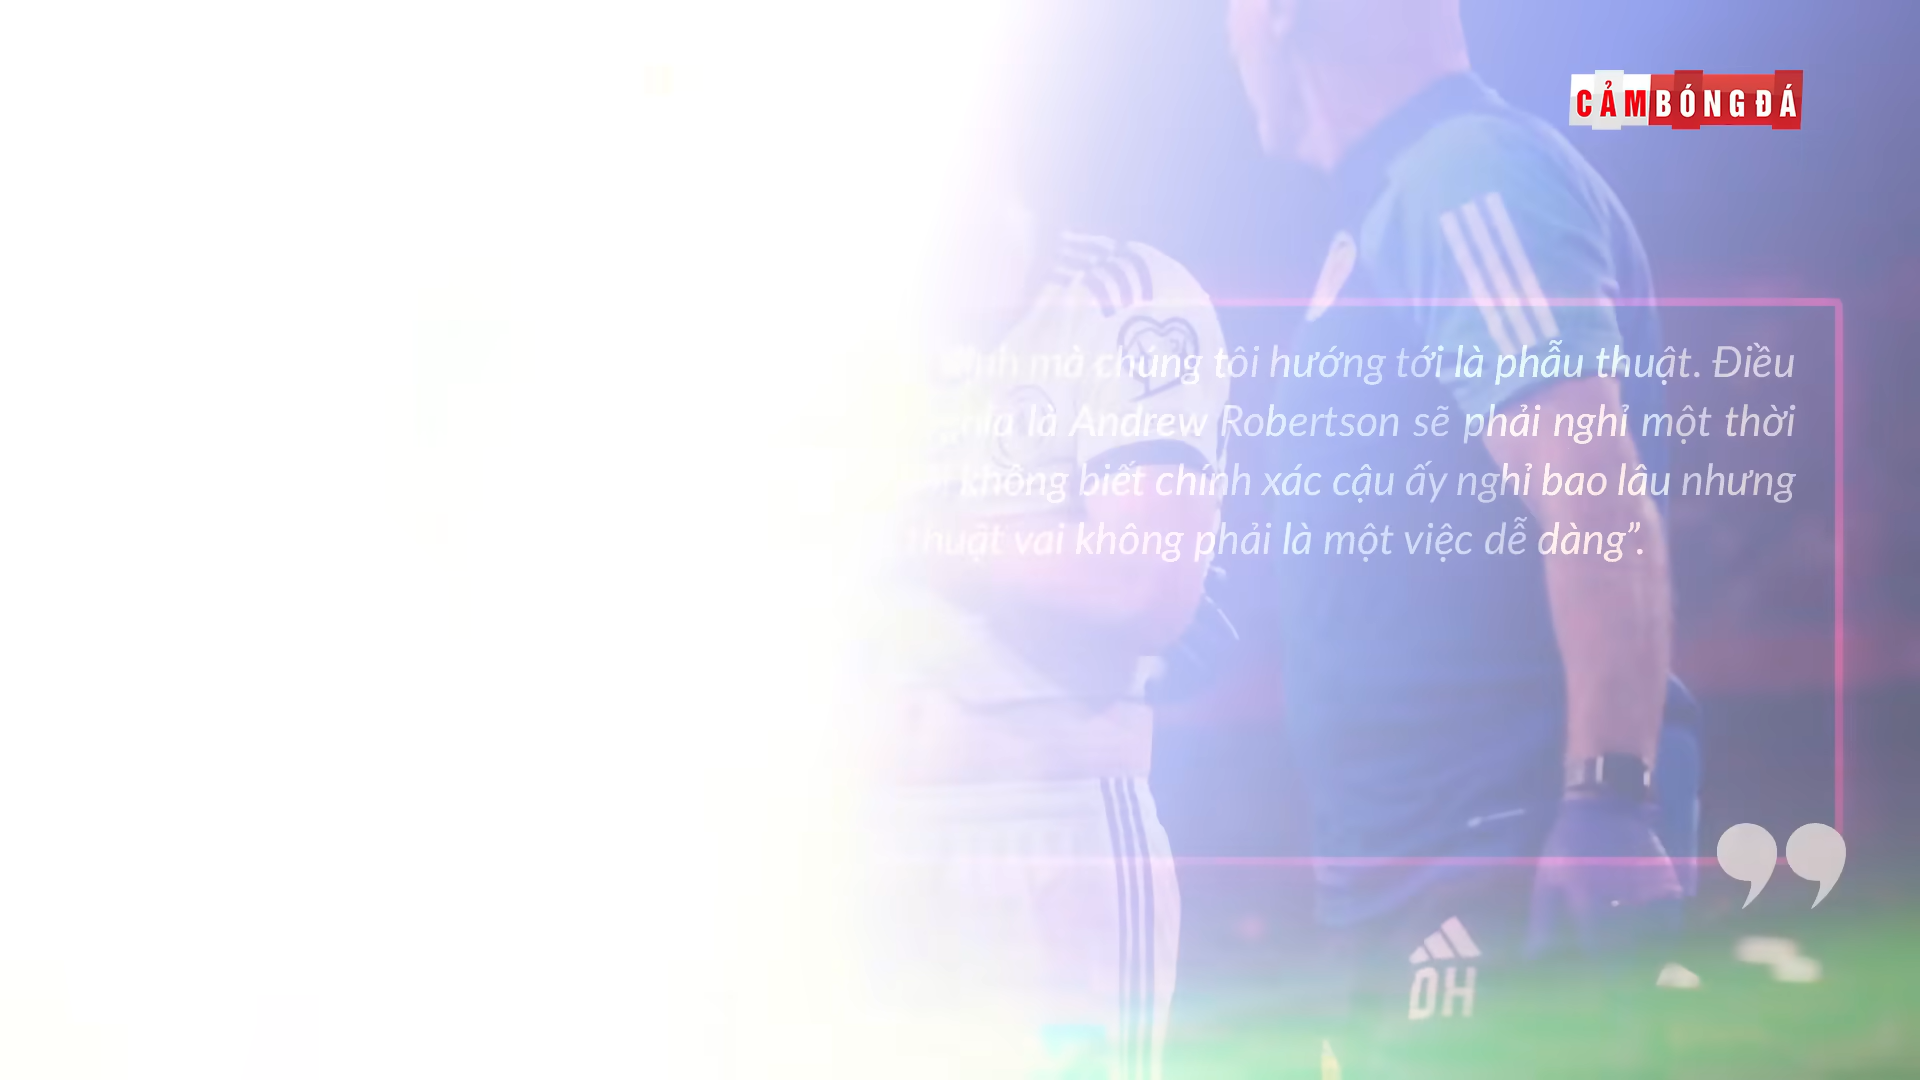 CẢM BÓNG ĐÁ
mà chúng tôi hướng tới là phẫu thuật. Điều
là Andrew Robertson sẽ phải nghỉ một thời
không biết chính xác cậu ấy nghỉ bao lâu nhưng
thuật vai không phải là một việc dễ dàng”.
DH